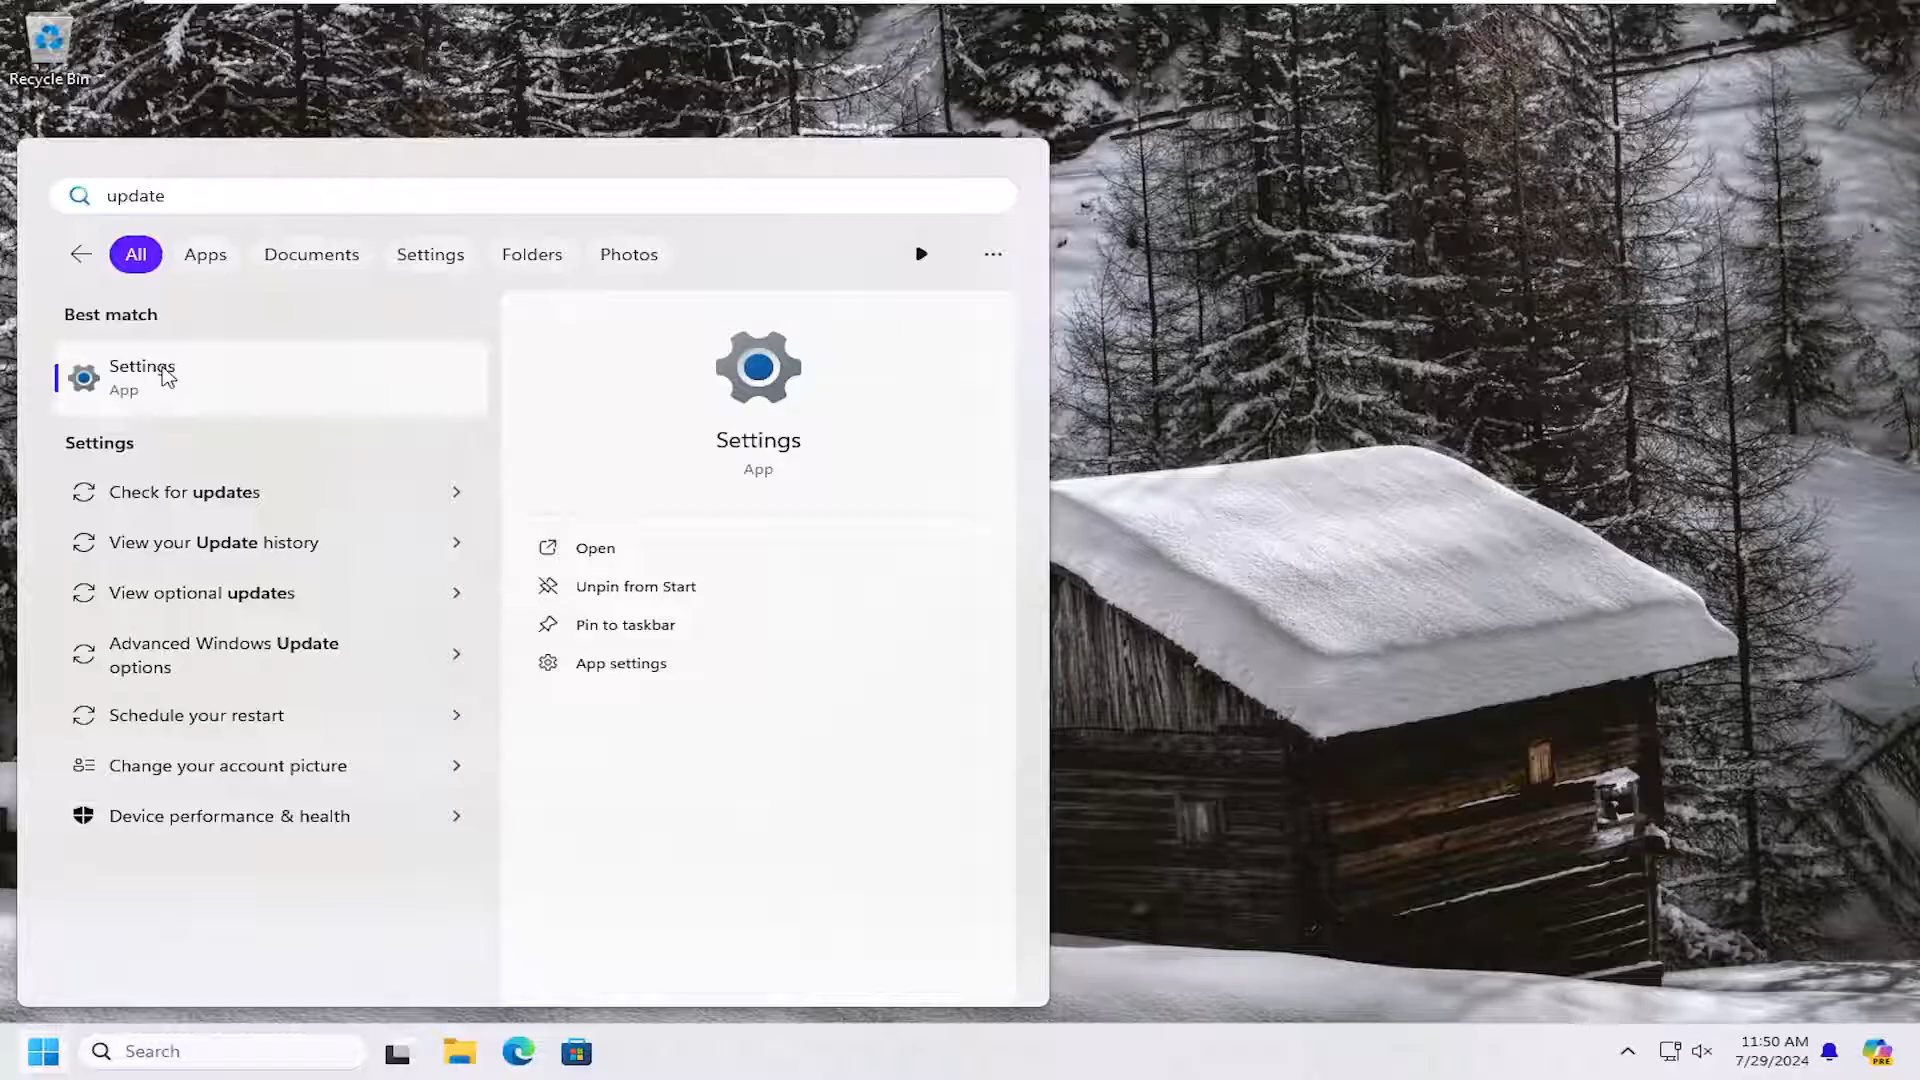 Recycle Bin
update
All
Apps
Documents
Settings
Folders
Photos
Best match
Settings
App
Settings
Check for updates
View your Update history
View optional updates
Advanced Windows Update
options
Schedule your restart
Change your account picture
Device performance & health
Settings
App
Open
Unpin from Start
Pin to taskbar
App settings
Search
11:50 AM
7/29/2024
PRE